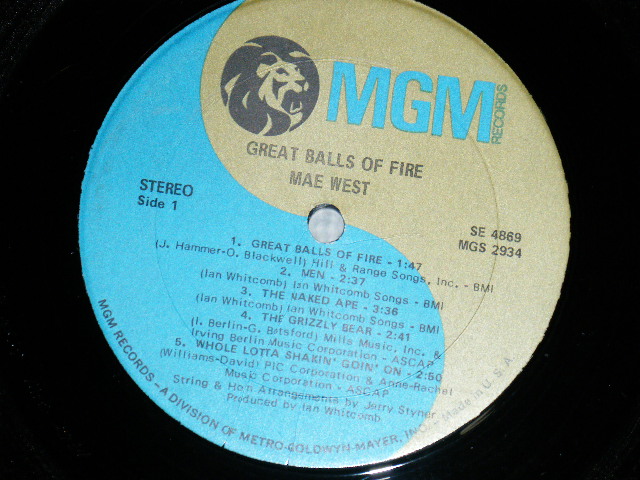 MGM
RECORDS
GREAT BALLS OF FIRE
MAE WEST
STEREO
Side 1
SE 4869
MGS 2934
1. GREAT BALLS OF FIRE - 1:47
(J. Hammer-O. Blackwell) Hill & Range Songs, Inc. - BMI
2. MEN - 2:37
(Ian Whitcomb) Ian Whitcomb Songs - BMI
3. THE NAKED APE - 3:36
(Ian Whitcomb) Ian Whitcomb Songs - BMI
4. THE GRIZZLY BEAR - 2:41
(I. Berlin-G. Botsford) Mills Music, Inc. &
Irving Berlin Music Corporation - ASCAP
5. WHOLE LOTTA SHAKIN' GOIN' ON - 2:50
(Williams-David) PIC Corporation & Anne-Rachel
Music Corporation - ASCAP
String & Horn Arrangements by Jerry Styner
Produced by Ian Whitcomb
MGM RECORDS - A DIVISION OF METRO-GOLDWYN-MAYER, INC. - Made in U.S.A.